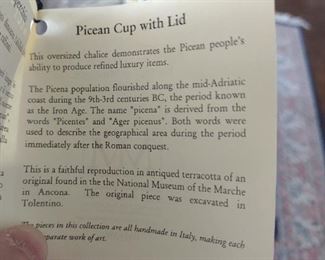 Picean Cup with Lid
This oversized chalice demonstrates the Picean people's
ability to produce refined luxury items.
The Picena population flourished along the mid-Adriatic
coast during the 9th-3rd centuries BC, the period known
as the Iron Age. The name "picena" is derived from the
words "Picentes" and "Ager picenus". Both words were
used to describe the geographical area during the period
immediately after the Roman conquest.
This is a faithful reproduction in antiqued terracotta of an
original found in the the National Museum of the Marche
in Ancona. The original piece was excavated in
Tolentino.
The pieces in this collection are all handmade in Italy, making each
work of art.